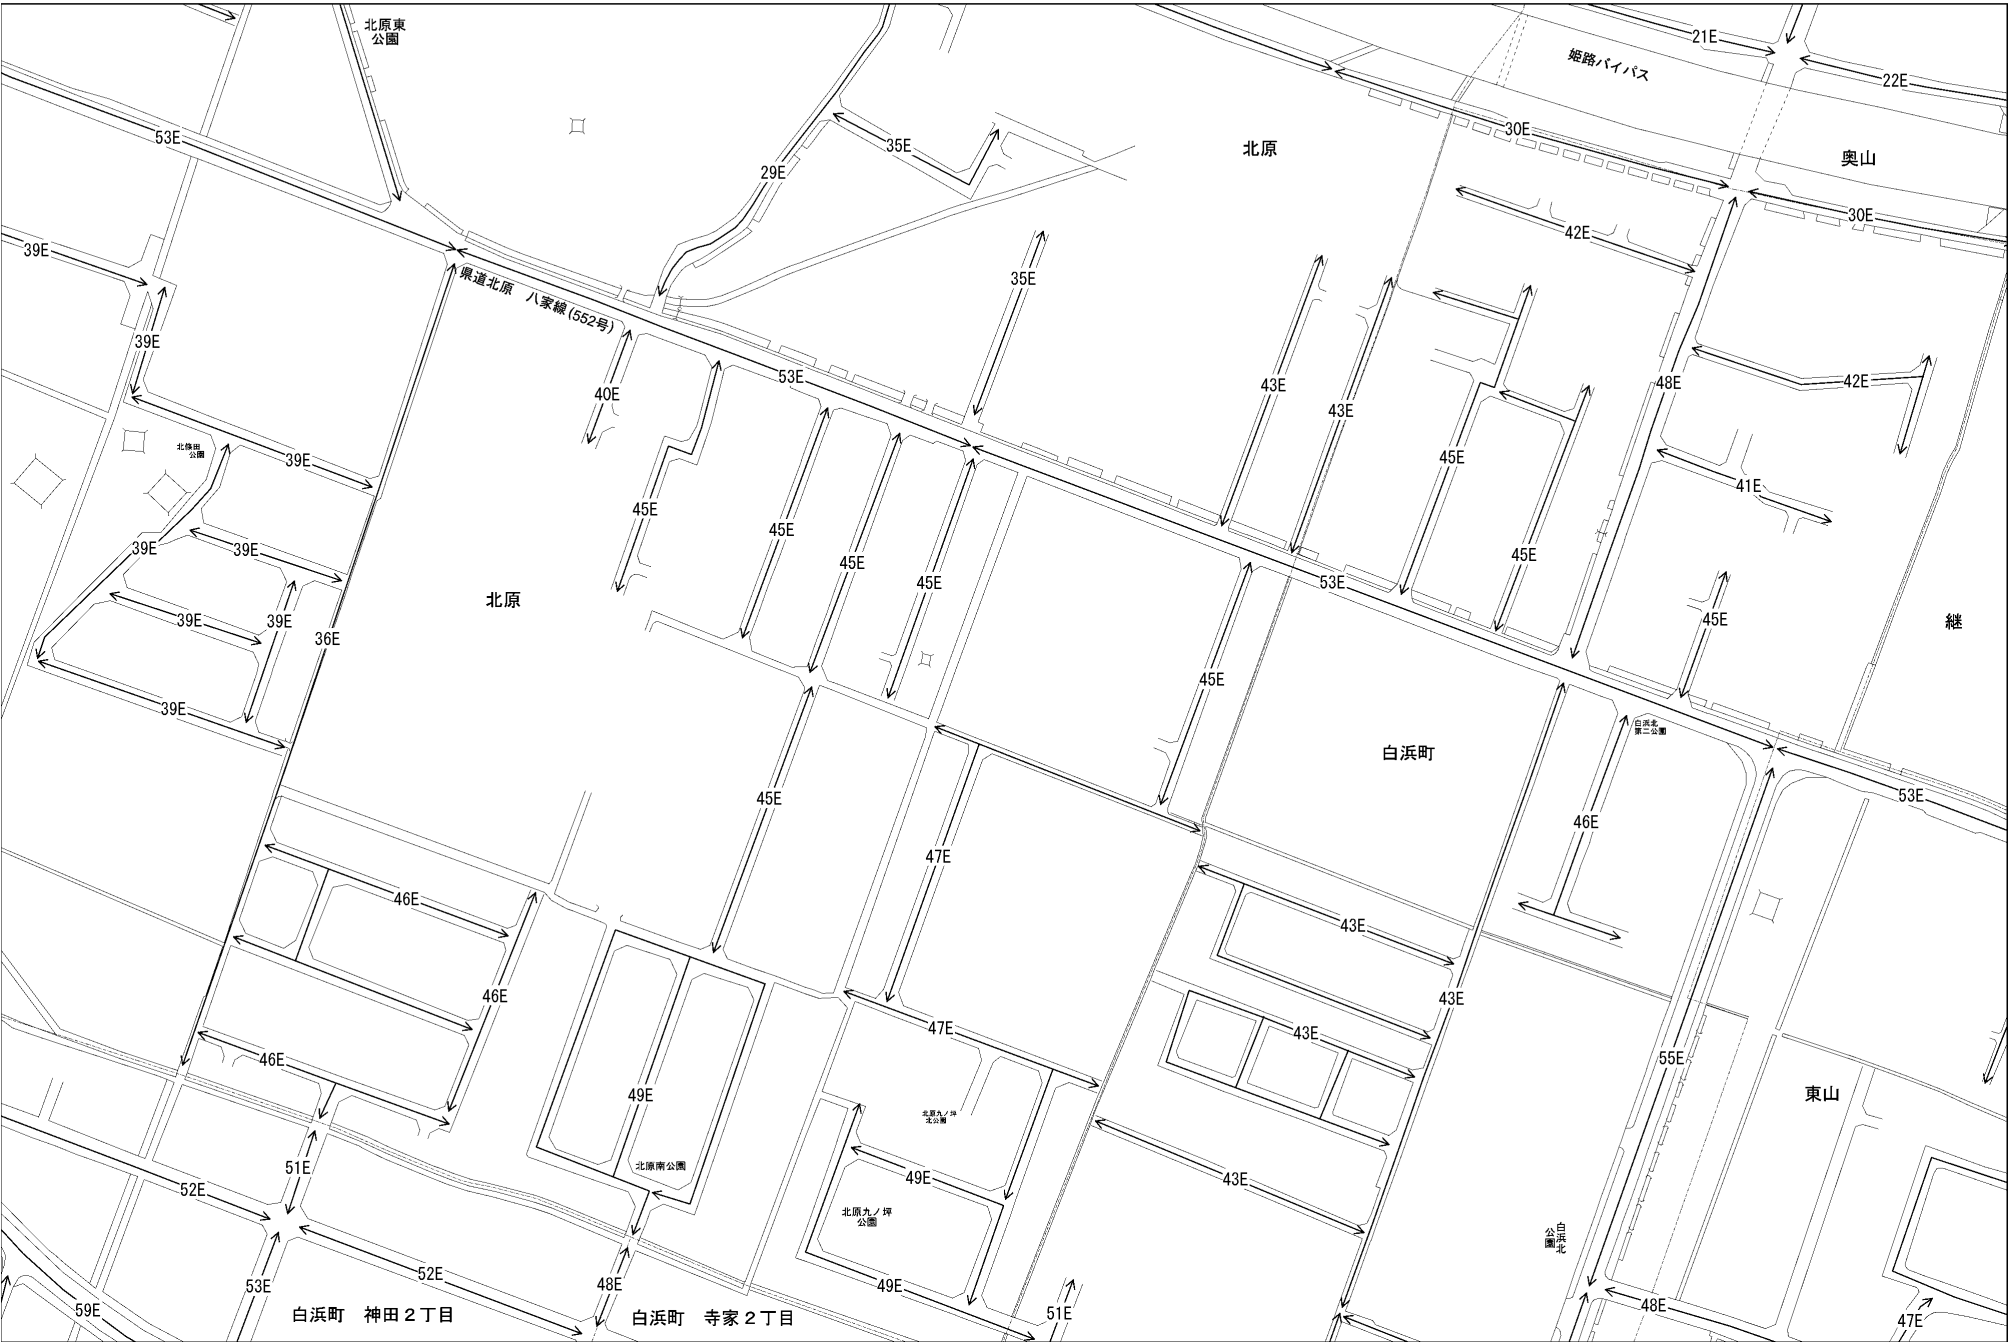 北原東
公園
21E
姫路バイパス
22E
53E
30E
35E
北原
奥山
29E
30E
39E
42E
35E
県道北原　八家線(552号)
39E
53E
40E
43E
48E
42E
43E
北篠田
公園
39E
45E
41E
45E
45E
39E
39E
45E
45E
45E
53E
北原
39E
39E
36E
45E
継
39E
45E
白浜北
第二公園
白浜町
45E
53E
46E
47E
46E
43E
46E
43E
47E
43E
46E
55E
49E
東山
北原九ノ坪
北公園
51E
北原南公園
49E
43E
52E
北原九ノ坪
公園
白浜北
公園
52E
53E
48E
49E
59E
白浜町　神田２丁目
白浜町　寺家２丁目
51E
48E
47E